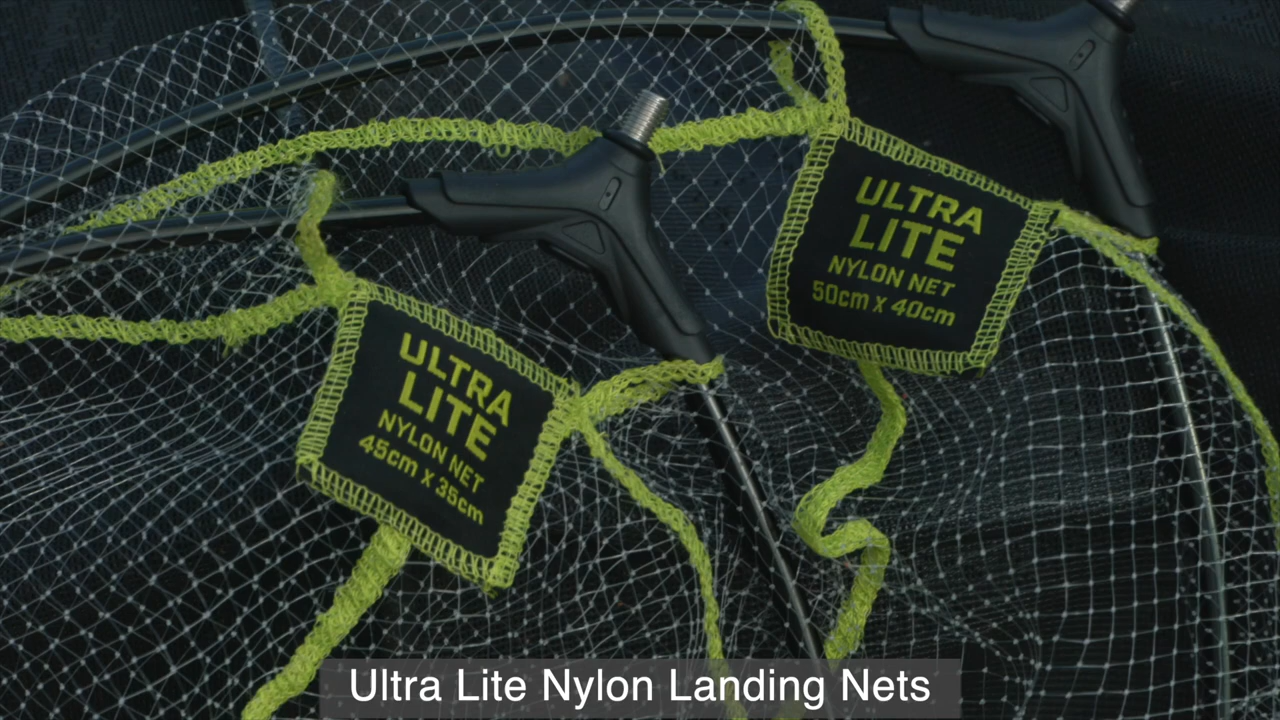 ULTRA
LITE
NYLON NET
50cm x 40cm
ULTRA
LITE
NYLON NET
45cm x 35cm
Ultra Lite Nylon Landing Nets